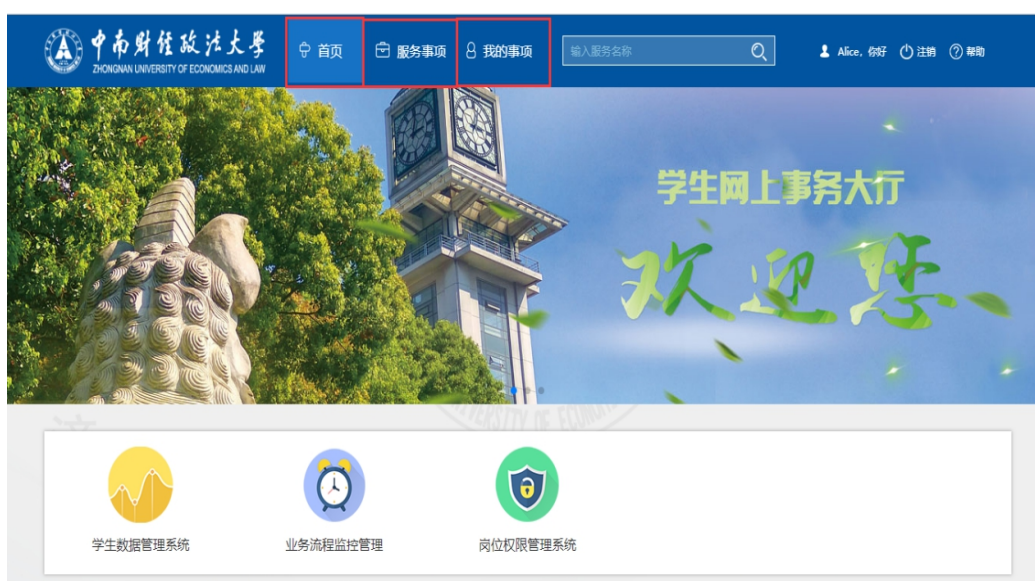 中南财经政法大学
ZHONGNAN UNIVERSITY OF ECONOMICS AND LAW
首页
服务事项
我的事项
输入服务名称
Alice, 你好
注销
帮助
学生网上事务大厅
欢迎您
学生数据管理系统
业务流程监控管理
岗位权限管理系统